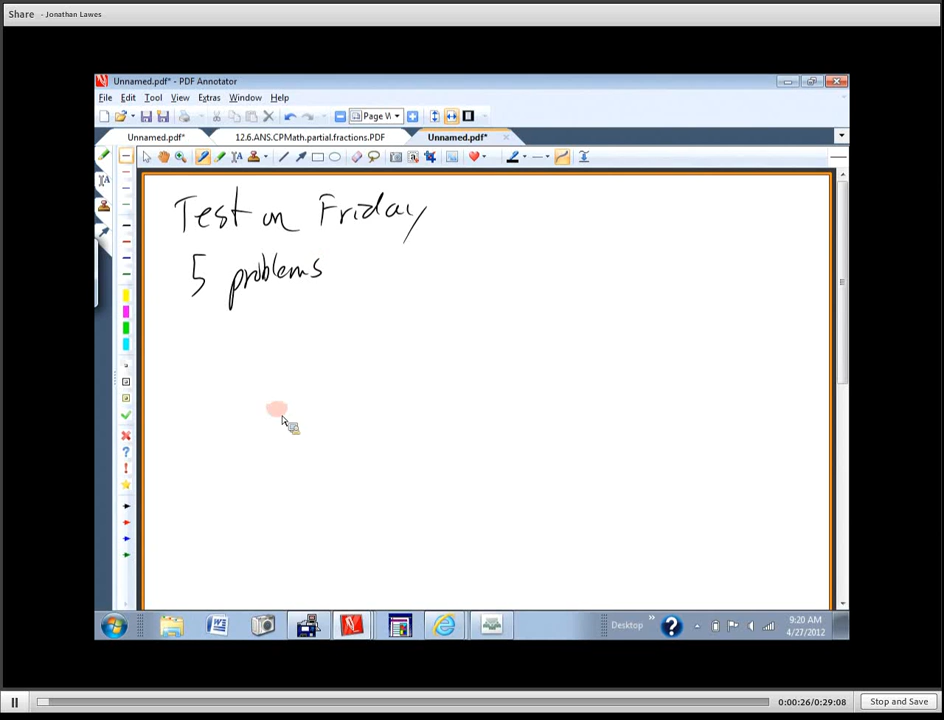 Share - Jonathan Lawes
Unnamed.pdf* - PDF Annotator
File Edit Tool View Extras Window Help
Page W
Unnamed.pdf* 12.6.ANS.CPMath.partial.fractions.PDF Unnamed.pdf*
Test on Friday
5 problems
Desktop
9:20 AM
4/27/2012
0:00:26/0:29:08 Stop and Save